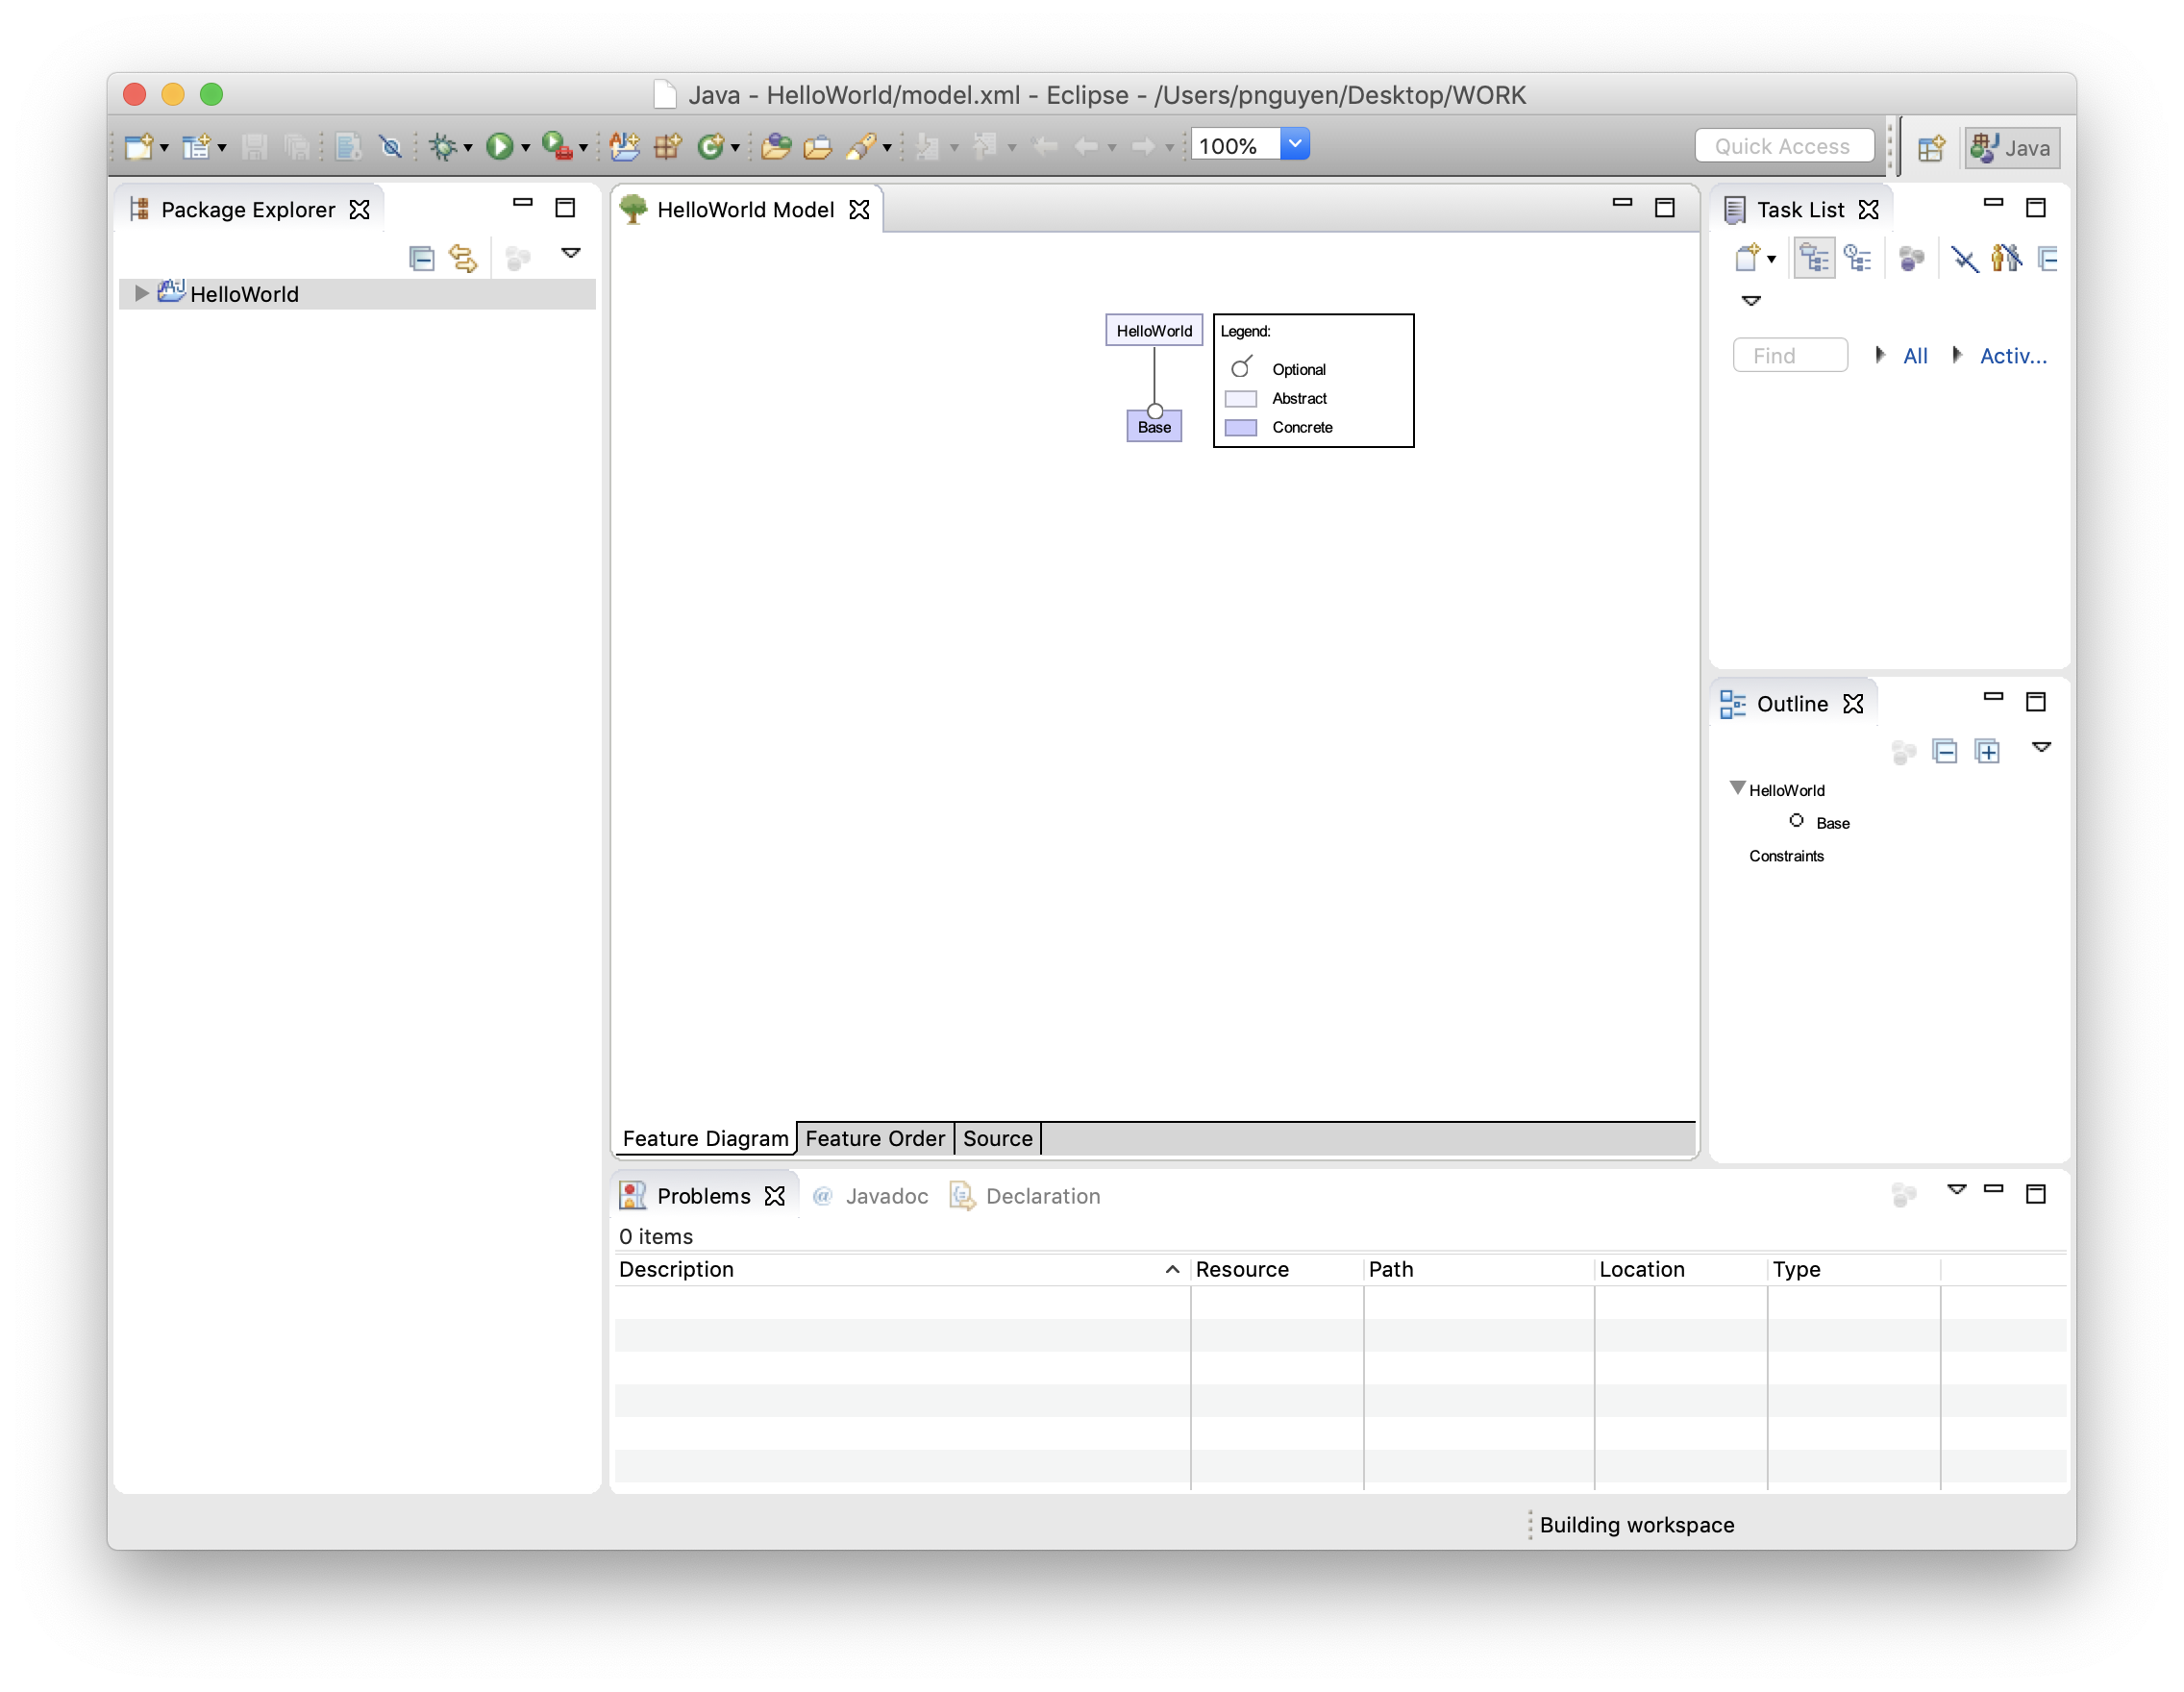 Java - HelloWorld/model.xml - Eclipse - /Users/pnguyen/Desktop/WORK
100%
Quick Access
Java
Package Explorer
HelloWorld
HelloWorld Model
HelloWorld
Base
Legend:
Optional
Abstract
Concrete
Feature Diagram
Feature Order
Source
Task List
Find
All
Activ...
Outline
HelloWorld
Base
Constraints
Problems
Javadoc
Declaration
0 items
Description
Resource
Path
Location
Type
Building workspace